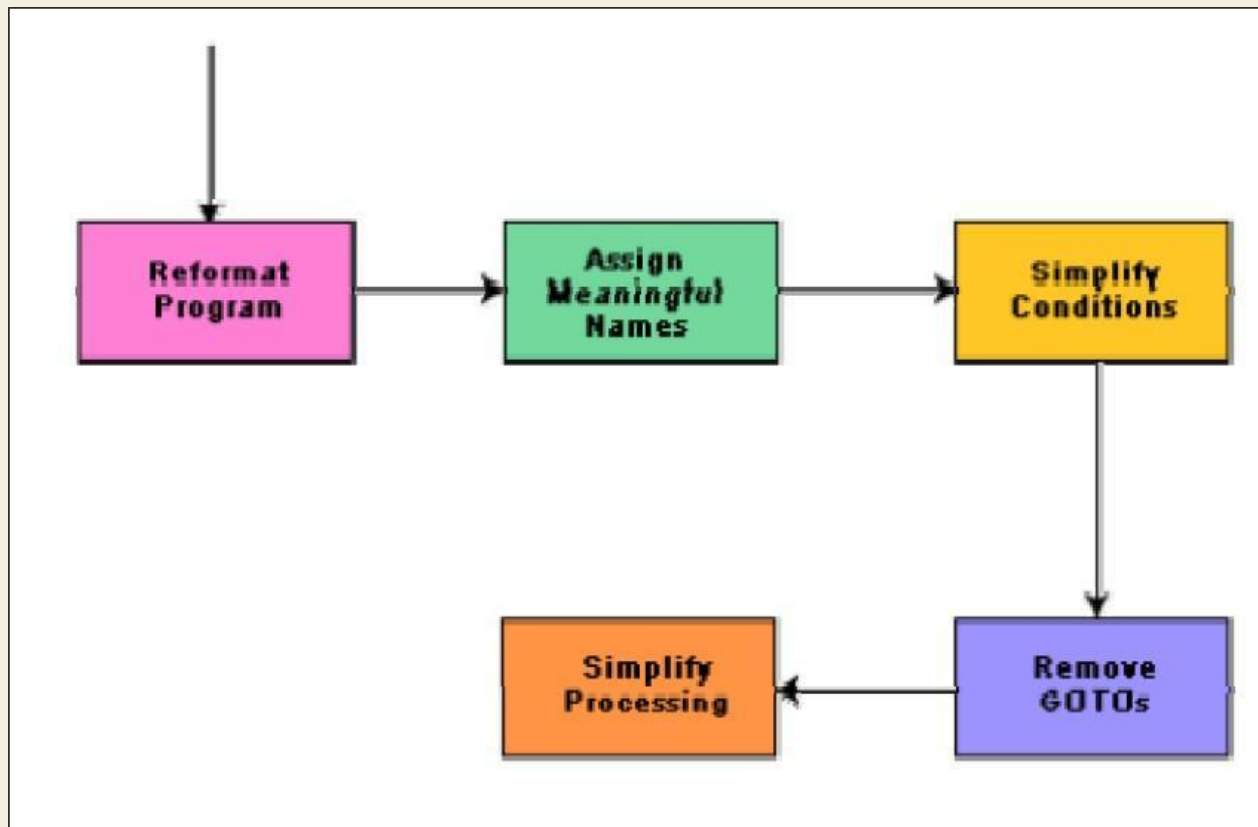 Reformat
Program
Assign
Meaningful
Names
Simplify
Conditions
Remove
GOTOs
Simplify
Processing